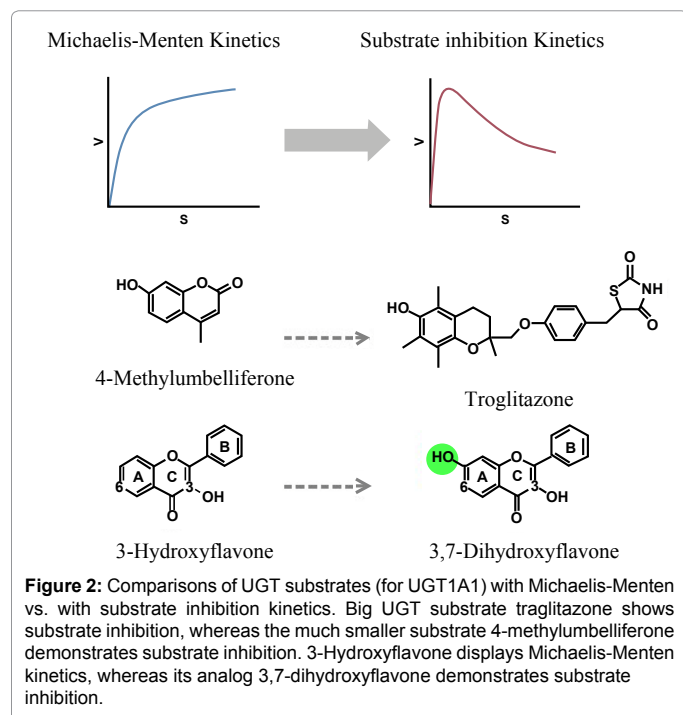 Michaelis-Menten Kinetics
Substrate inhibition Kinetics
V
S
V
S
HO
O
O
4-Methylumbelliferone
HO
O
O
S
O
NH
O
Troglitazone
O
B
A
C
6
3
OH
O
3-Hydroxyflavone
HO
O
B
A
C
6
3
OH
O
3,7-Dihydroxyflavone
Figure 2: Comparisons of UGT substrates (for UGT1A1) with Michaelis-Menten
vs. with substrate inhibition kinetics. Big UGT substrate traglitazone shows
substrate inhibition, whereas the much smaller substrate 4-methylumbelliferone
demonstrates substrate inhibition. 3-Hydroxyflavone displays Michaelis-Menten
kinetics, whereas its analog 3,7-dihydroxyflavone demonstrates substrate
inhibition.